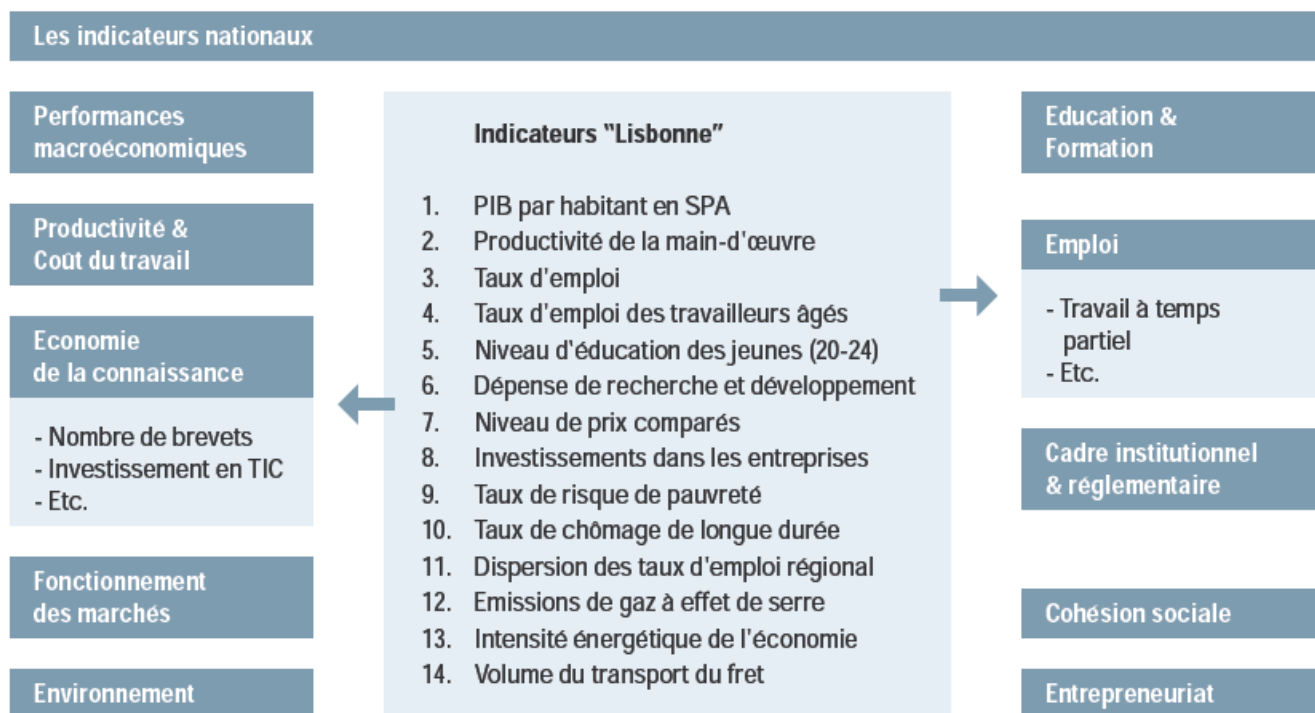 Les indicateurs nationaux
Performances
macroéconomiques
Productivité &
Coût du travail
Economie
de la connaissance
- Nombre de brevets
- Investissement en TIC
- Etc.
Fonctionnement
des marchés
Environnement
Indicateurs "Lisbonne"
1. PIB par habitant en SPA
2. Productivité de la main-d'œuvre
3. Taux d'emploi
4. Taux d'emploi des travailleurs âgés
5. Niveau d'éducation des jeunes (20-24)
6. Dépense de recherche et développement
7. Niveau de prix comparés
8. Investissements dans les entreprises
9. Taux de risque de pauvreté
10. Taux de chômage de longue durée
11. Dispersion des taux d'emploi régional
12. Emissions de gaz à effet de serre
13. Intensité énergétique de l'économie
14. Volume du transport du fret
Education &
Formation
Emploi
- Travail à temps
partiel
- Etc.
Cadre institutionnel
& réglementaire
Cohésion sociale
Entrepreneuriat